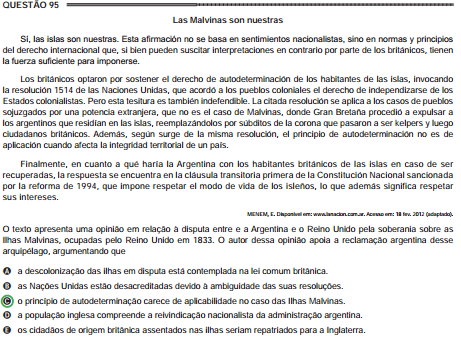 QUESTÃO 95
Las Malvinas son nuestras
Sí, las islas son nuestras. Esta afirmación no se basa en sentimientos nacionalistas, sino en normas y principios
del derecho internacional que, si bien pueden suscitar interpretaciones en contrario por parte de los británicos, tienen
la fuerza suficiente para imponerse.
Los británicos optaron por sostener el derecho de autodeterminación de los habitantes de las islas, invocando
la resolución 1514 de las Naciones Unidas, que acordó a los pueblos coloniales el derecho de independizarse de los
Estados colonialistas. Pero esta tesitura es también indefendible. La citada resolución se aplica a los casos de pueblos
sojuzgados por una potencia extranjera, que no es el caso de Malvinas, donde Gran Bretaña procedió a expulsar a
los argentinos que residían en las islas, reemplazándolos por súbditos de la corona que pasaron a ser kelpers y luego
ciudadanos británicos. Además, según surge de la misma resolución, el principio de autodeterminación no es de
aplicación cuando afecta la integridad territorial de un país.
Finalmente, en cuanto a qué haría la Argentina con los habitantes británicos de las islas en caso de ser
recuperadas, la respuesta se encuentra en la cláusula transitoria primera de la Constitución Nacional sancionada
por la reforma de 1994, que impone respetar el modo de vida de los isleños, lo que además significa respetar
sus intereses.
MENEM, E. Disponível em: www.lanacion.com.ar. Acesso em: 18 fev. 2012 (adaptado).
O texto apresenta uma opinião em relação à disputa entre e a Argentina e o Reino Unido pela soberania sobre as
Ilhas Malvinas, ocupadas pelo Reino Unido em 1833. O autor dessa opinião apoia a reclamação argentina desse
arquipélago, argumentando que
A a descolonização das ilhas em disputa está contemplada na lei comum britânica.
B as Nações Unidas estão desacreditadas devido à ambiguidade das suas resoluções.
C o princípio de autodeterminação carece de aplicabilidade no caso das Ilhas Malvinas.
D a população inglesa compreende a reivindicação nacionalista da administração argentina.
E os cidadãos de origem britânica assentados nas ilhas seriam repatriados para a Inglaterra.